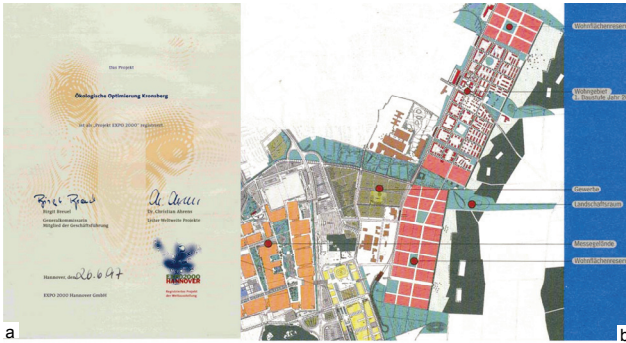 Das Projekt
Ökologische Optimierung Kronsberg
ist als „Projekt EXPO 2000“ registriert
Birgit Breuel
Generalkommissarin
Mitglied der Geschäftsführung
Dr. Christian Ahrens
Leiter Weltweite Projekte
Hannover, den 20.6.97
EXPO2000
HANNOVER
Registriertes Projekt
der Weltausstellung
EXPO 2000 Hannover GmbH
a
Wohnflächenreserve
Wohngebiet
Gewerbe
Landschaftsraum
Messegelände
Wohnflächenreserve
b